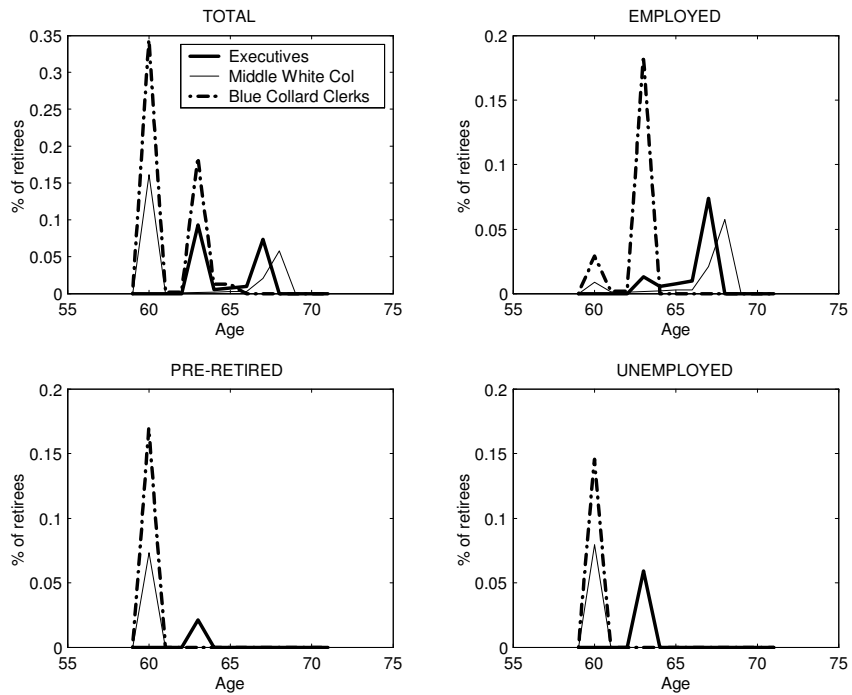 TOTAL
0.35
0.3
0.25
0.2
0.15
0.1
0.05
0
% of retirees
55
60
65
70
75
Age
Executives
Middle White Col
Blue Collard Clerks
EMPLOYED
0.2
0.15
0.1
0.05
0
% of retirees
55
60
65
70
75
Age
PRE-RETIRED
0.2
0.15
0.1
0.05
0
% of retirees
55
60
65
70
75
Age
UNEMPLOYED
0.2
0.15
0.1
0.05
0
% of retirees
55
60
65
70
75
Age